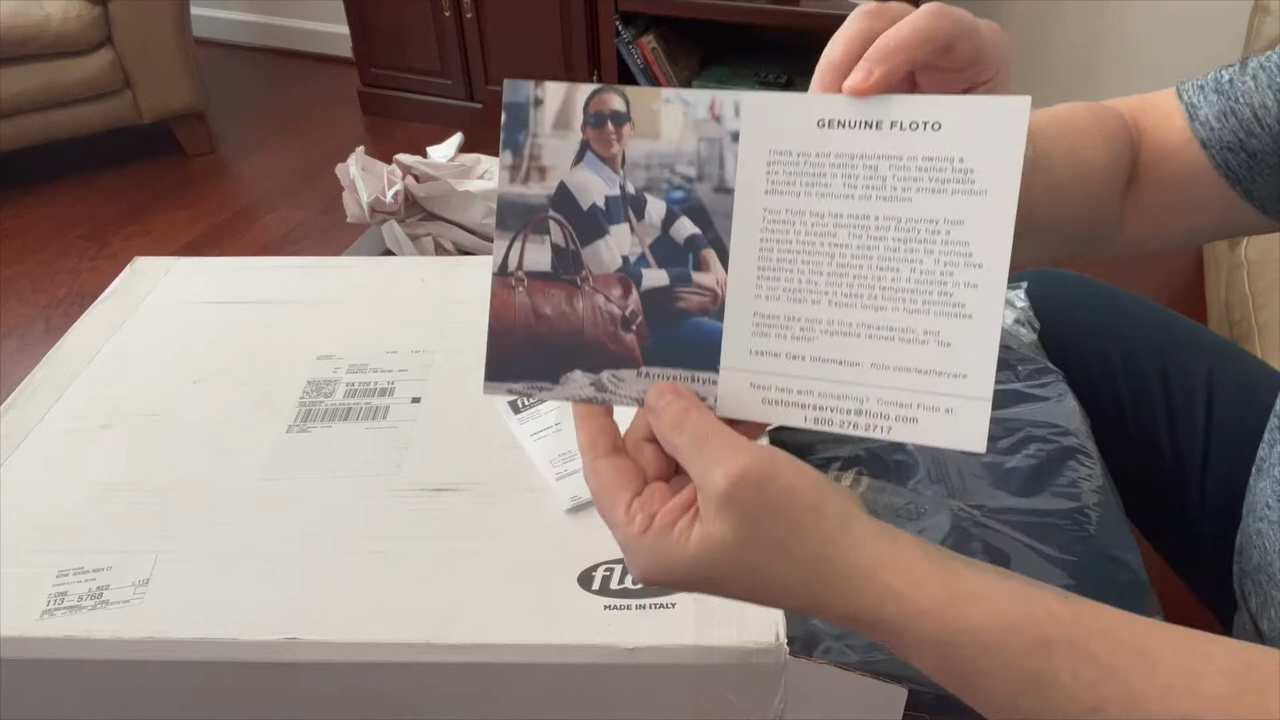 GENUINE FLOTO
Thank you and congratulations on owning a
genuine Floto leather bag. Floto leather bags
are handmade in Italy using Tuscan Vegetable
Tanned Leather. The result is an artisan product
adhering to centuries old tradition
Your Floto bag has made a long journey from
Tuscany to your doorstep and finally has a
chance to breathe. The fresh vegetable tannin
extracts have a sweet scent that can be curious
and overwhelming to some customers. If you love
this smell savor it before it fades. If you are
sensitive to this smell you can air it outside in the
shade on a dry, cold to mild temperature day
In our experience it takes 24 hours to acclimate
in arid, fresh air. Expect longer in humid climates
Please take note of this characteristic, and
remember, with vegetable tanned leather "the
older the better"
Leather Care Information: floto.com/leathercare
Need help with something? Contact Floto at:
customerservice@floto.com
1-800-276-2717
#ArriveInStyle
VA 220 9-14
flo
MADE IN ITALY
113-5768